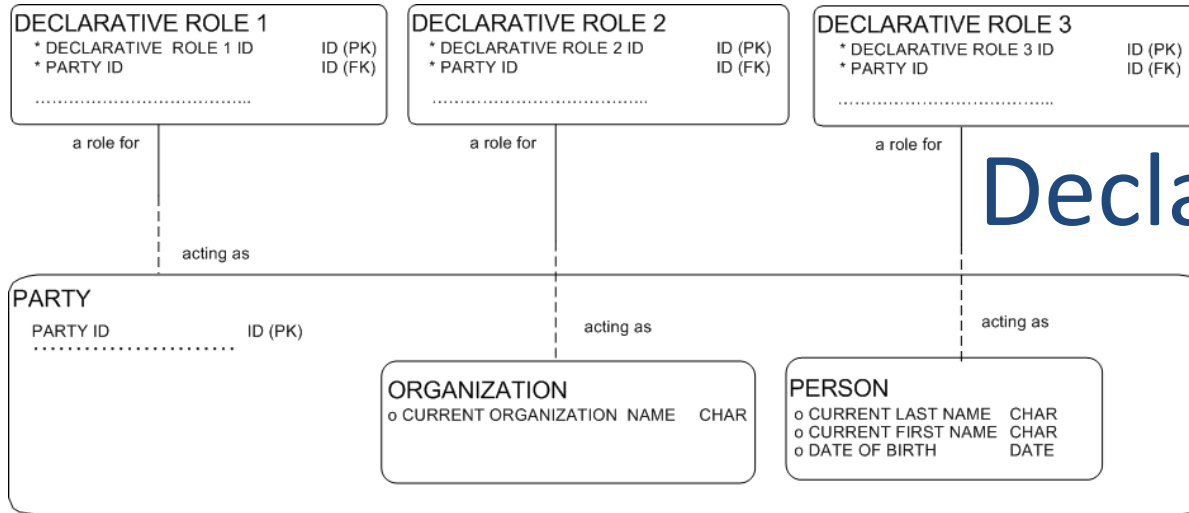 DECLARATIVE ROLE 1
* DECLARATIVE ROLE 1 ID ID (PK)
* PARTY ID ID (FK)
a role for
acting as
DECLARATIVE ROLE 2
* DECLARATIVE ROLE 2 ID ID (PK)
* PARTY ID ID (FK)
a role for
acting as
DECLARATIVE ROLE 3
* DECLARATIVE ROLE 3 ID ID (PK)
* PARTY ID ID (FK)
a role for
acting as
Decla
PARTY
PARTY ID ID (PK)
ORGANIZATION
o CURRENT ORGANIZATION NAME CHAR
PERSON
o CURRENT LAST NAME CHAR
o CURRENT FIRST NAME CHAR
o DATE OF BIRTH DATE